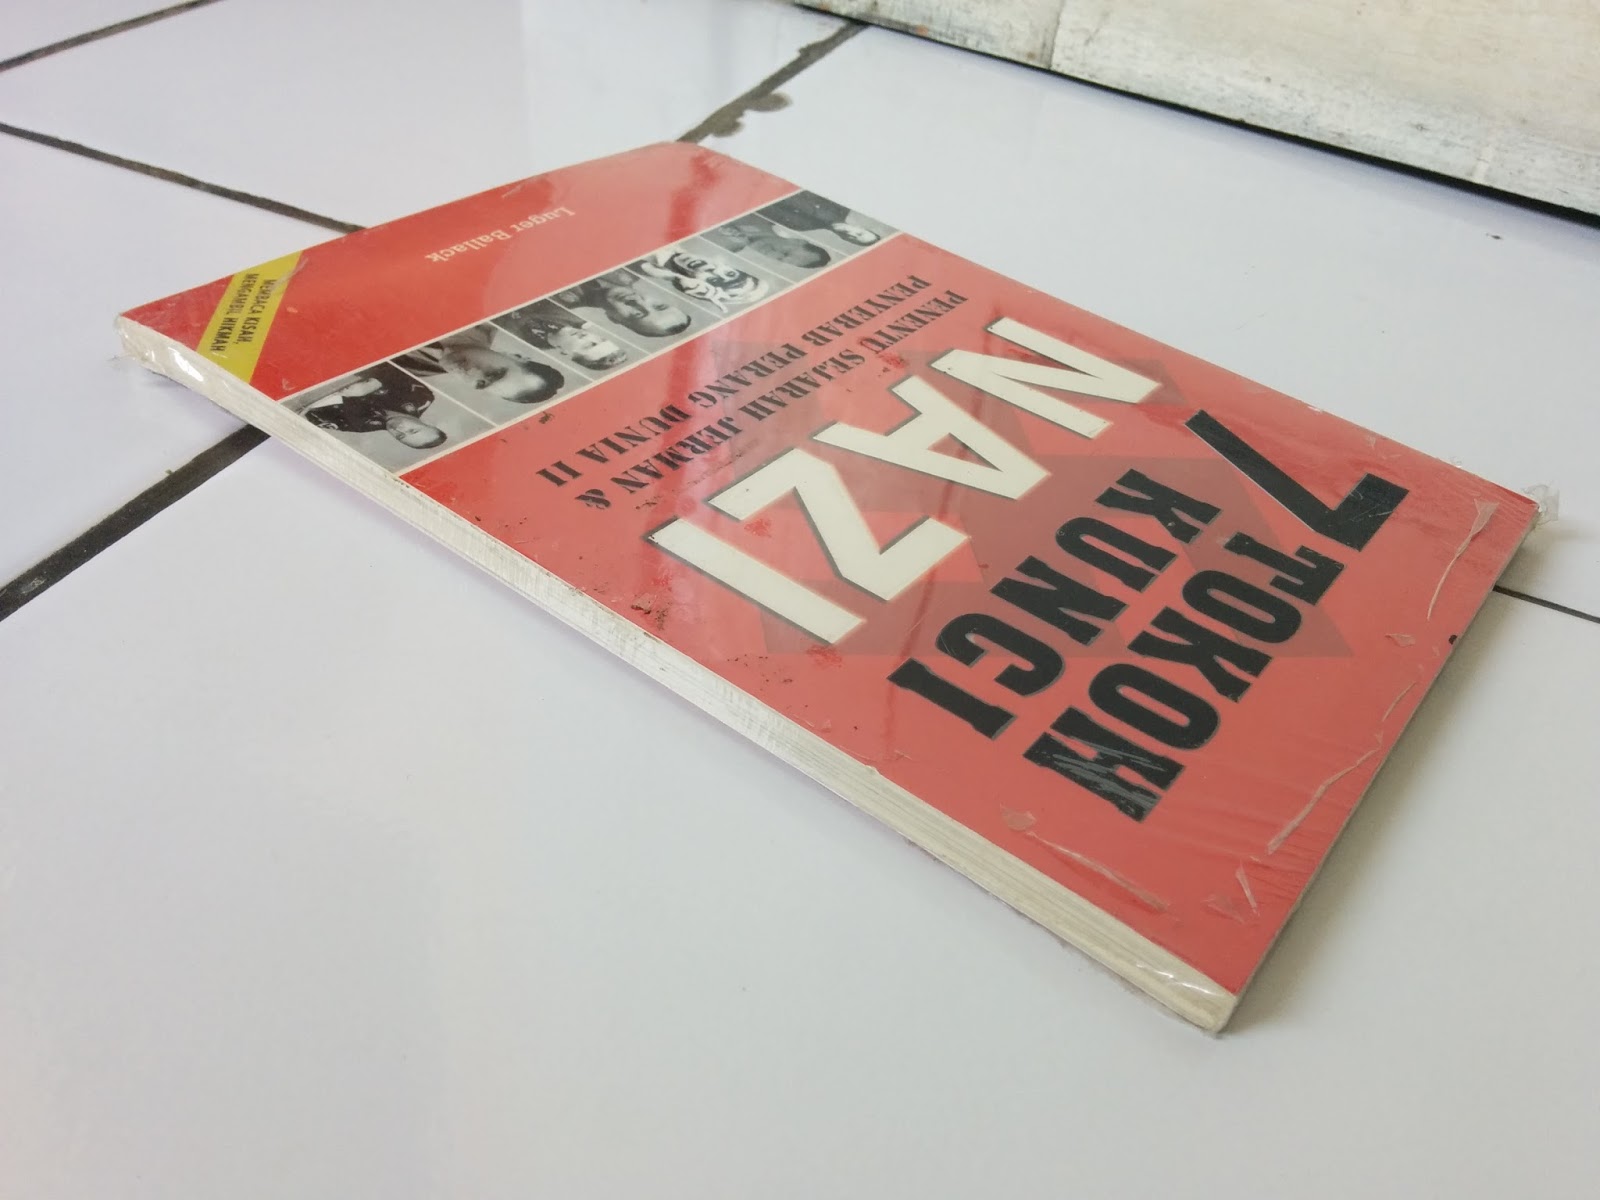 7 TOKOH
KUNCI
NAZI
PENENTU SEJARAH JERMAN &
PENYEBAB PERANG DUNIA II
Luger Ballack
MEMBACA KISAH,
MENGAMBIL HIKMAH